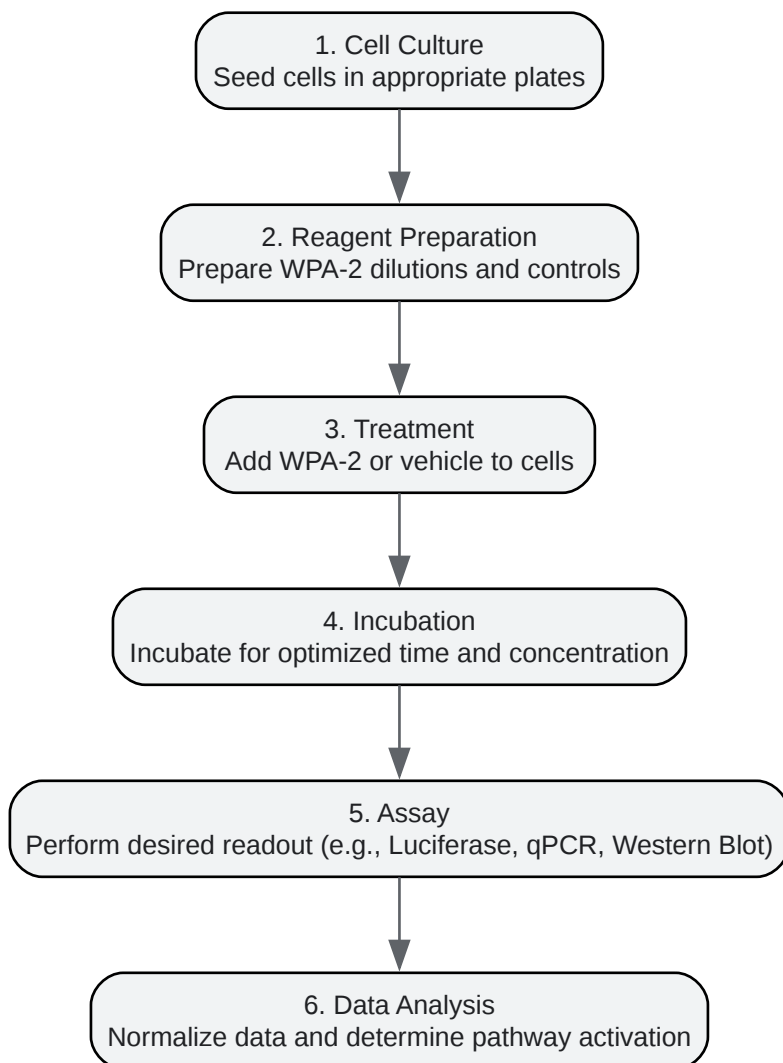 1. Cell Culture
Seed cells in appropriate plates
2. Reagent Preparation
Prepare WPA-2 dilutions and controls
3. Treatment
Add WPA-2 or vehicle to cells
4. Incubation
Incubate for optimized time and concentration
5. Assay
Perform desired readout (e.g., Luciferase, qPCR, Western Blot)
6. Data Analysis
Normalize data and determine pathway activation